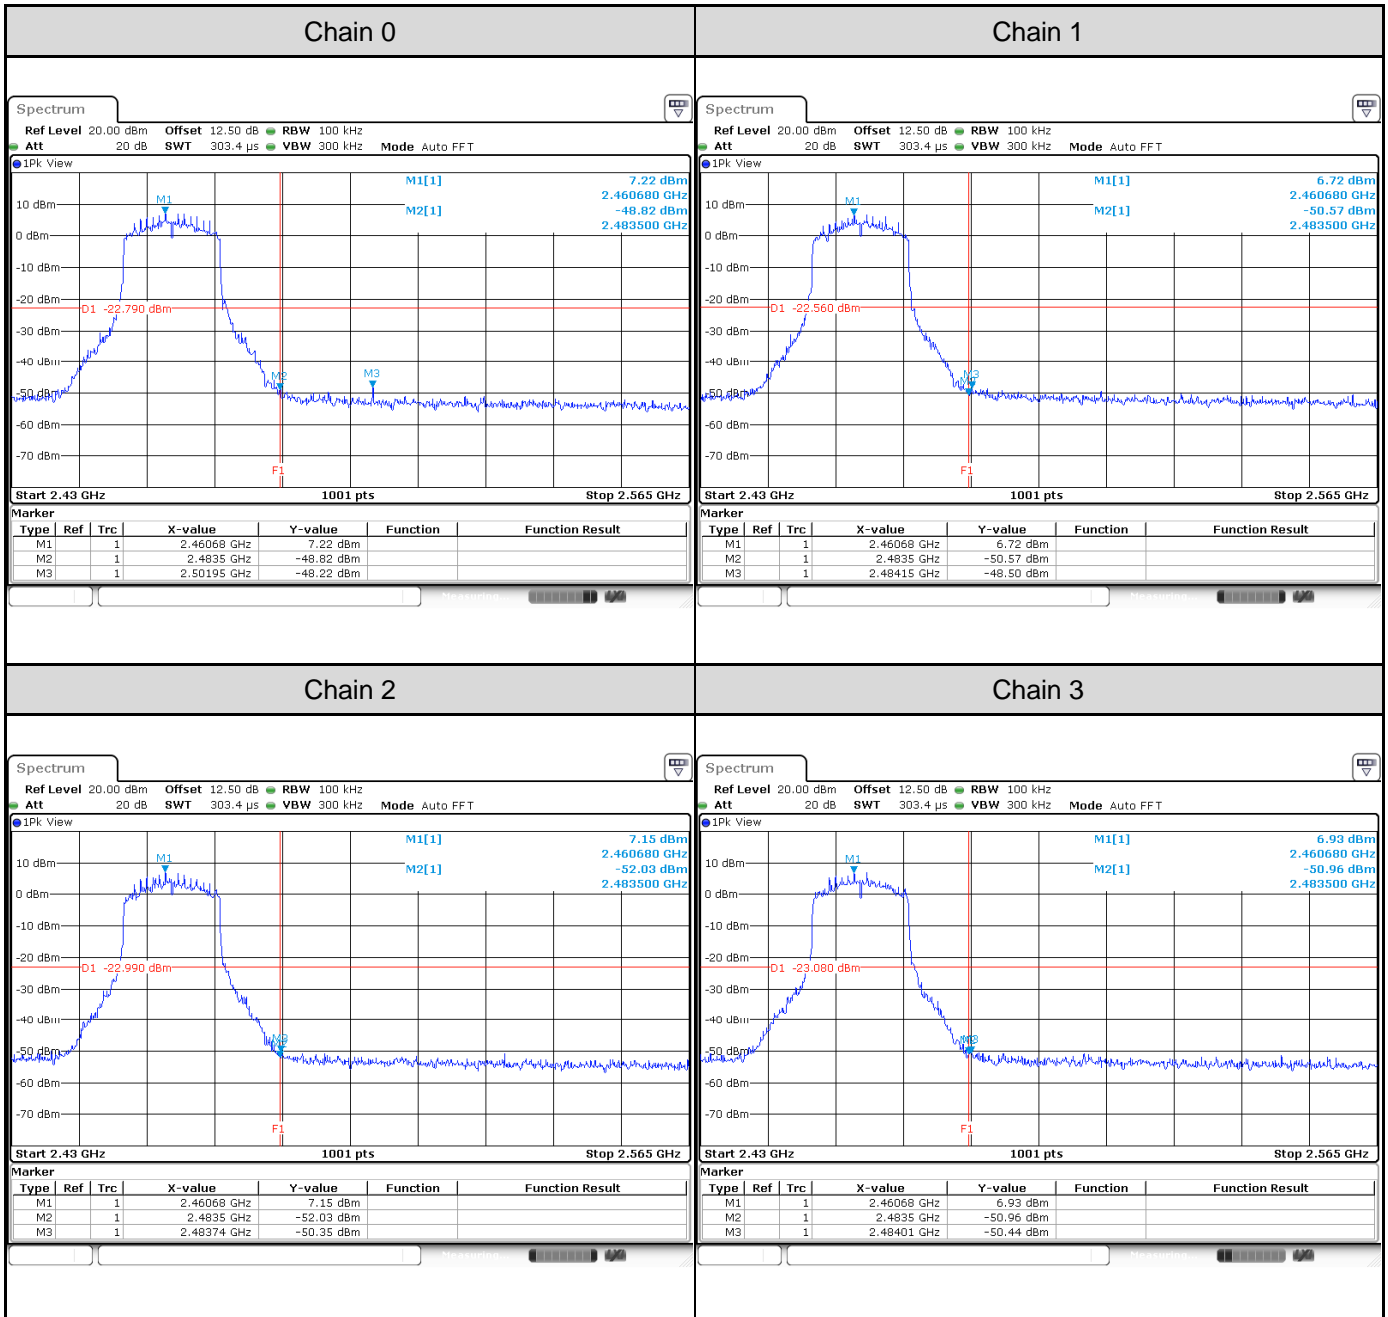 Chain 0
Spectrum
Ref Level 20.00 dBm Offset 12.50 dB RBW 100 kHz
Att 20 dB SWT 303.4 µs VBW 300 kHz Mode Auto FFT
1Pk View
M1[1] 7.22 dBm
2.460680 GHz
M2[1] -48.82 dBm
2.483500 GHz
M1
10 dBm
0 dBm
-10 dBm
-20 dBm
D1 -22.790 dBm
-30 dBm
-40 dBm
M2
M3
-50 dBm
-60 dBm
-70 dBm
F1
Start 2.43 GHz 1001 pts Stop 2.565 GHz
Marker
Type Ref Trc X-value Y-value Function Function Result
M1 1 2.46068 GHz 7.22 dBm
M2 1 2.4835 GHz -48.82 dBm
M3 1 2.50195 GHz -48.22 dBm
Measuring...
Chain 1
Spectrum
Ref Level 20.00 dBm Offset 12.50 dB RBW 100 kHz
Att 20 dB SWT 303.4 µs VBW 300 kHz Mode Auto FFT
1Pk View
M1[1] 6.72 dBm
2.460680 GHz
M2[1] -50.57 dBm
2.483500 GHz
M1
10 dBm
0 dBm
-10 dBm
-20 dBm
D1 -22.560 dBm
-30 dBm
-40 dBm
M3
-50 dBm
-60 dBm
-70 dBm
F1
Start 2.43 GHz 1001 pts Stop 2.565 GHz
Marker
Type Ref Trc X-value Y-value Function Function Result
M1 1 2.46068 GHz 6.72 dBm
M2 1 2.4835 GHz -50.57 dBm
M3 1 2.48415 GHz -48.50 dBm
Measuring...
Chain 2
Spectrum
Ref Level 20.00 dBm Offset 12.50 dB RBW 100 kHz
Att 20 dB SWT 303.4 µs VBW 300 kHz Mode Auto FFT
1Pk View
M1[1] 7.15 dBm
2.460680 GHz
M2[1] -52.03 dBm
2.483500 GHz
M1
10 dBm
0 dBm
-10 dBm
-20 dBm
D1 -22.990 dBm
-30 dBm
-40 dBm
-50 dBm
-60 dBm
-70 dBm
F1
Start 2.43 GHz 1001 pts Stop 2.565 GHz
Marker
Type Ref Trc X-value Y-value Function Function Result
M1 1 2.46068 GHz 7.15 dBm
M2 1 2.4835 GHz -52.03 dBm
M3 1 2.48374 GHz -50.35 dBm
Measuring...
Chain 3
Spectrum
Ref Level 20.00 dBm Offset 12.50 dB RBW 100 kHz
Att 20 dB SWT 303.4 µs VBW 300 kHz Mode Auto FFT
1Pk View
M1[1] 6.93 dBm
2.460680 GHz
M2[1] -50.96 dBm
2.483500 GHz
M1
10 dBm
0 dBm
-10 dBm
-20 dBm
D1 -23.080 dBm
-30 dBm
-40 dBm
-50 dBm
-60 dBm
-70 dBm
F1
Start 2.43 GHz 1001 pts Stop 2.565 GHz
Marker
Type Ref Trc X-value Y-value Function Function Result
M1 1 2.46068 GHz 6.93 dBm
M2 1 2.4835 GHz -50.96 dBm
M3 1 2.48401 GHz -50.44 dBm
Measuring...